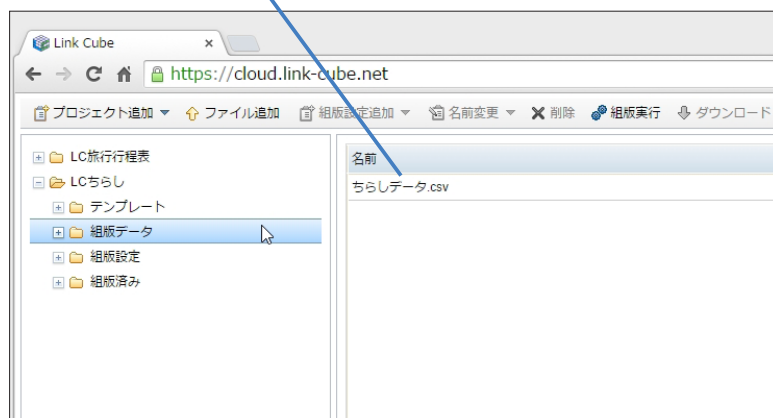 Link Cube
https://cloud.link-cube.net
プロジェクト追加 ファイル追加 組版設定追加 名前変更 削除 組版実行 ダウンロード
LC旅行行程表
LCちらし
テンプレート
組版データ
組版設定
組版済み
名前
ちらしデータ.csv